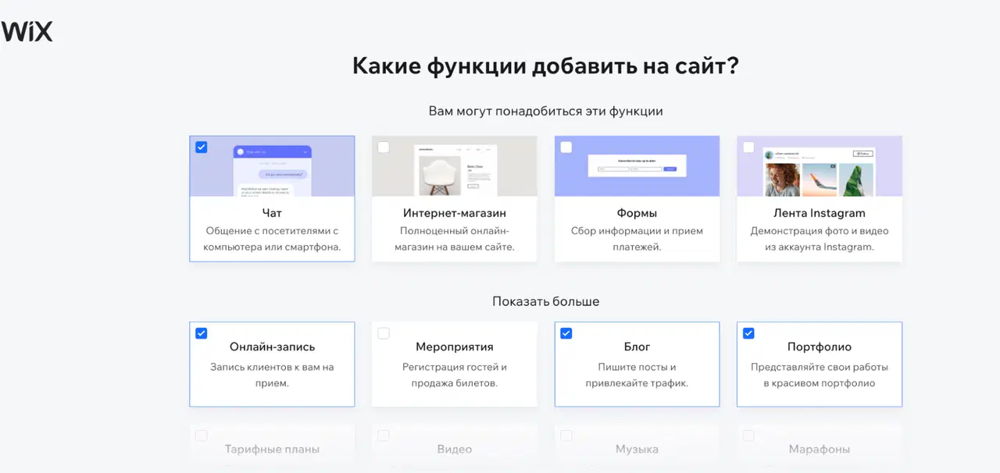 WiX
Какие функции добавить на сайт?
Вам могут понадобиться эти функции
Чат
Общение с посетителями с
компьютера или смартфона.
Интернет-магазин
Полноценный онлайн-
магазин на вашем сайте.
Формы
Сбор информации и прием
платежей.
Лента Instagram
Демонстрация фото и видео
из аккаунта Instagram.
Показать больше
Онлайн-запись
Запись клиентов к вам на
прием.
Мероприятия
Регистрация гостей и
продажа билетов.
Блог
Пишите посты и
привлекайте трафик.
Портфолио
Представляйте свои работы
в красивом портфолио
Тарифные планы
Видео
Музыка
Марафоны